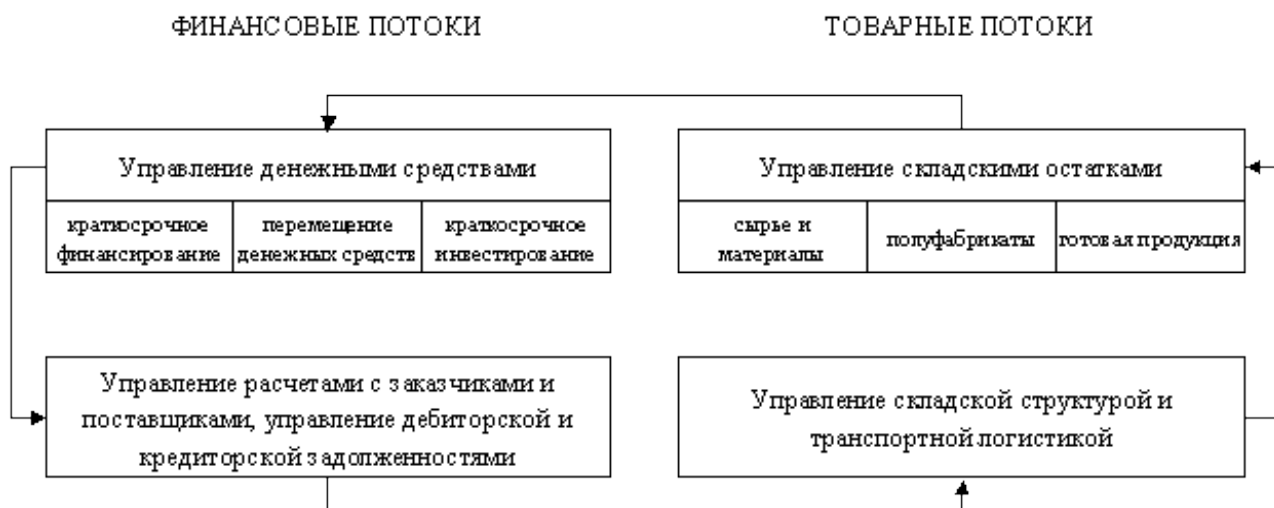 ФИНАНСОВЫЕ ПОТОКИ
ТОВАРНЫЕ ПОТОКИ
Управление денежными средствами
краткосрочное
финансирование
перемещение
денежных средств
краткосрочное
инвестирование
Управление складскими остатками
сырье и
материалы
полуфабрикаты
готовая продукция
Управление расчетами с заказчиками и
поставщиками, управление дебиторской и
кредиторской задолженностями
Управление складской структурой и
транспортной логистикой